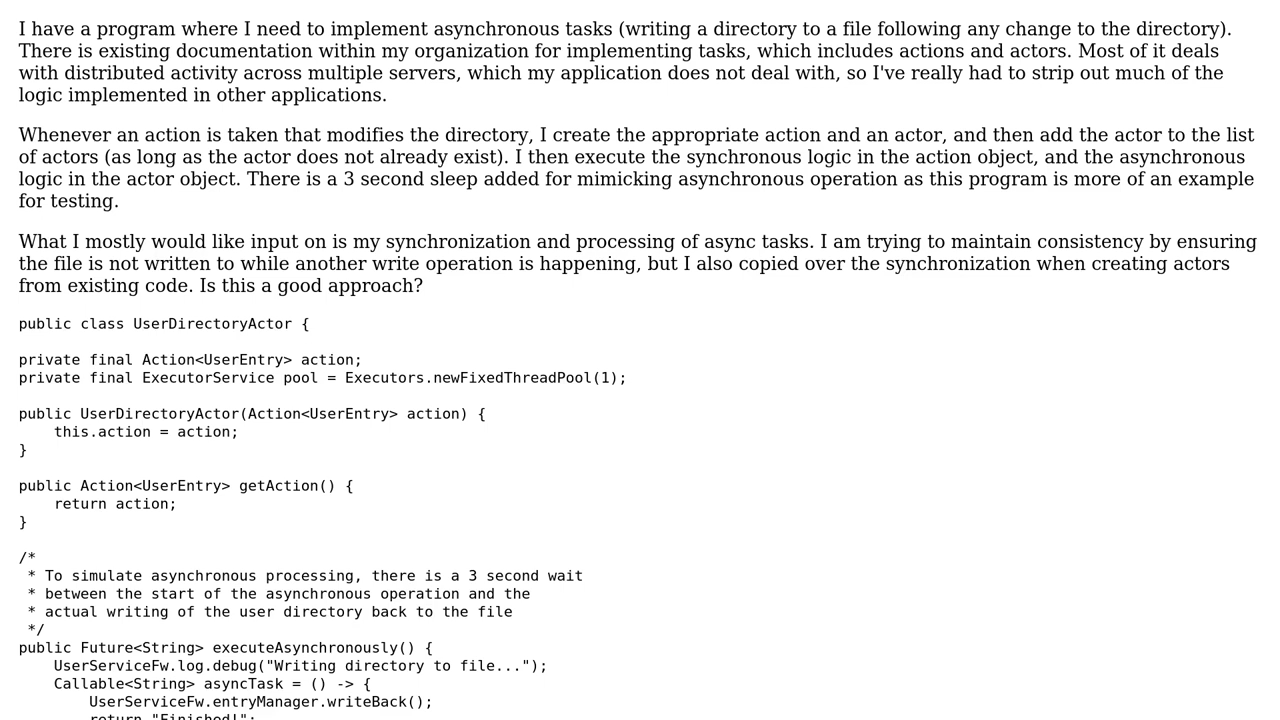 I have a program where I need to implement asynchronous tasks (writing a directory to a file following any change to the directory).
There is existing documentation within my organization for implementing tasks, which includes actions and actors. Most of it deals
with distributed activity across multiple servers, which my application does not deal with, so I've really had to strip out much of the
logic implemented in other applications.
Whenever an action is taken that modifies the directory, I create the appropriate action and an actor, and then add the actor to the list
of actors (as long as the actor does not already exist). I then execute the synchronous logic in the action object, and the asynchronous
logic in the actor object. There is a 3 second sleep added for mimicking asynchronous operation as this program is more of an example
for testing.
What I mostly would like input on is my synchronization and processing of async tasks. I am trying to maintain consistency by ensuring
the file is not written to while another write operation is happening, but I also copied over the synchronization when creating actors
from existing code. Is this a good approach?
public class UserDirectoryActor {
private final Action<UserEntry> action;
private final ExecutorService pool = Executors.newFixedThreadPool(1);
public UserDirectoryActor(Action<UserEntry> action) {
    this.action = action;
}
public Action<UserEntry> getAction() {
    return action;
}
/*
 * To simulate asynchronous processing, there is a 3 second wait
 * between the start of the asynchronous operation and the
 * actual writing of the user directory back to the file
 */
public Future<String> executeAsynchronously() {
    UserServiceFw.log.debug("Writing directory to file...");
    Callable<String> asyncTask = () -> {
        UserServiceFw.entryManager.writeBack();
        return "Finished!";